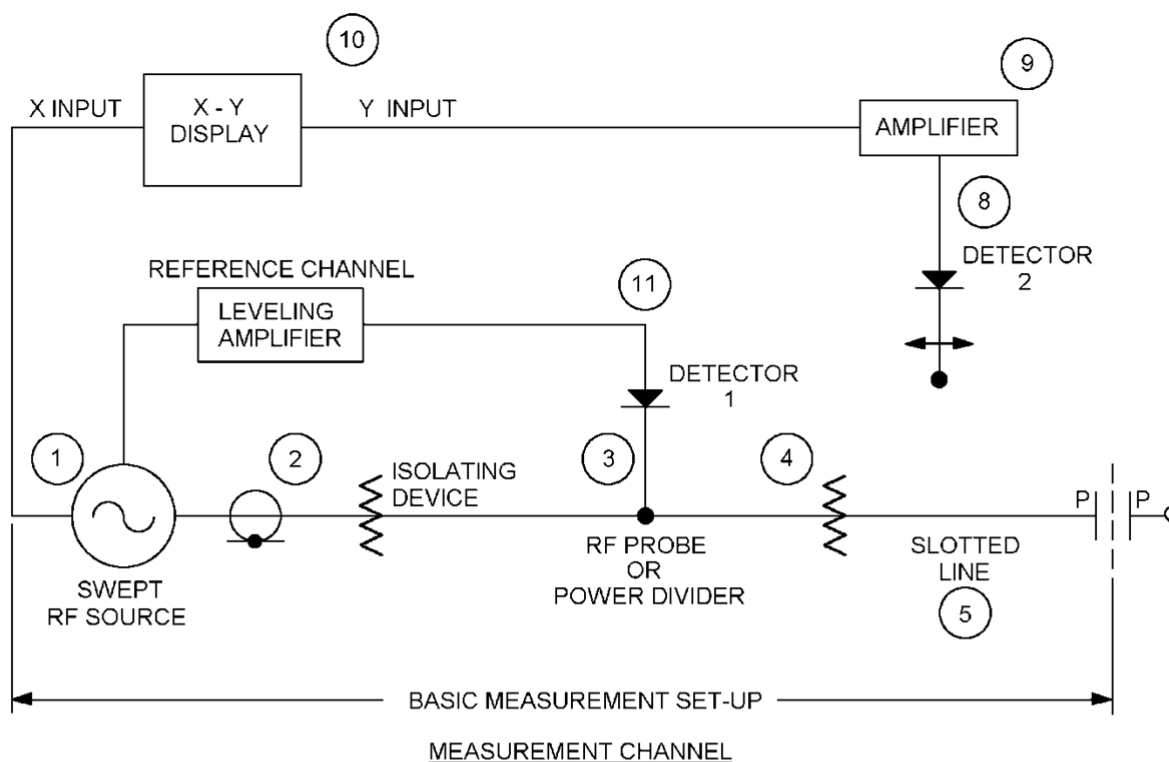 10
9
X INPUT
X - Y
DISPLAY
Y INPUT
AMPLIFIER
8
DETECTOR
2
REFERENCE CHANNEL
11
LEVELING
AMPLIFIER
DETECTOR
1
1
2
ISOLATING
DEVICE
3
4
P
P
SWEPT
RF SOURCE
RF PROBE
OR
POWER DIVIDER
SLOTTED
LINE
5
BASIC MEASUREMENT SET-UP
MEASUREMENT CHANNEL